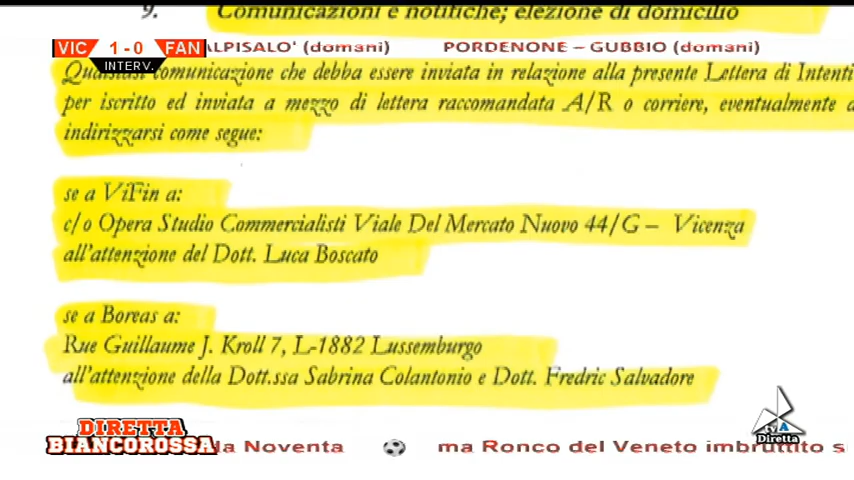 9. Comunicazioni e notifiche; elezione di domicilio
VIC 1-0 FAN
INTERV.
ALPISALO' (domani) PORDENONE – GUBBIO (domani)
Qualsiasi comunicazione che debba essere inviata in relazione alla presente Lettera di Intenti
per iscritto ed inviata a mezzo di lettera raccomandata A/R o corriere, eventualmente a
indirizzarsi come segue:
se a ViFin a:
c/o Opera Studio Commercialisti Viale Del Mercato Nuovo 44/G – Vicenza
all'attenzione del Dott. Luca Boscato
se a Boreas a:
Rue Guillaume J. Kroll 7, L-1882 Lussemburgo
all'attenzione della Dott.ssa Sabrina Colantonio e Dott. Fredric Salvadore
DIRETTA
BIANCOROSSA
la Noventa ma Ronco del Veneto imbruttito s
tvA
Diretta